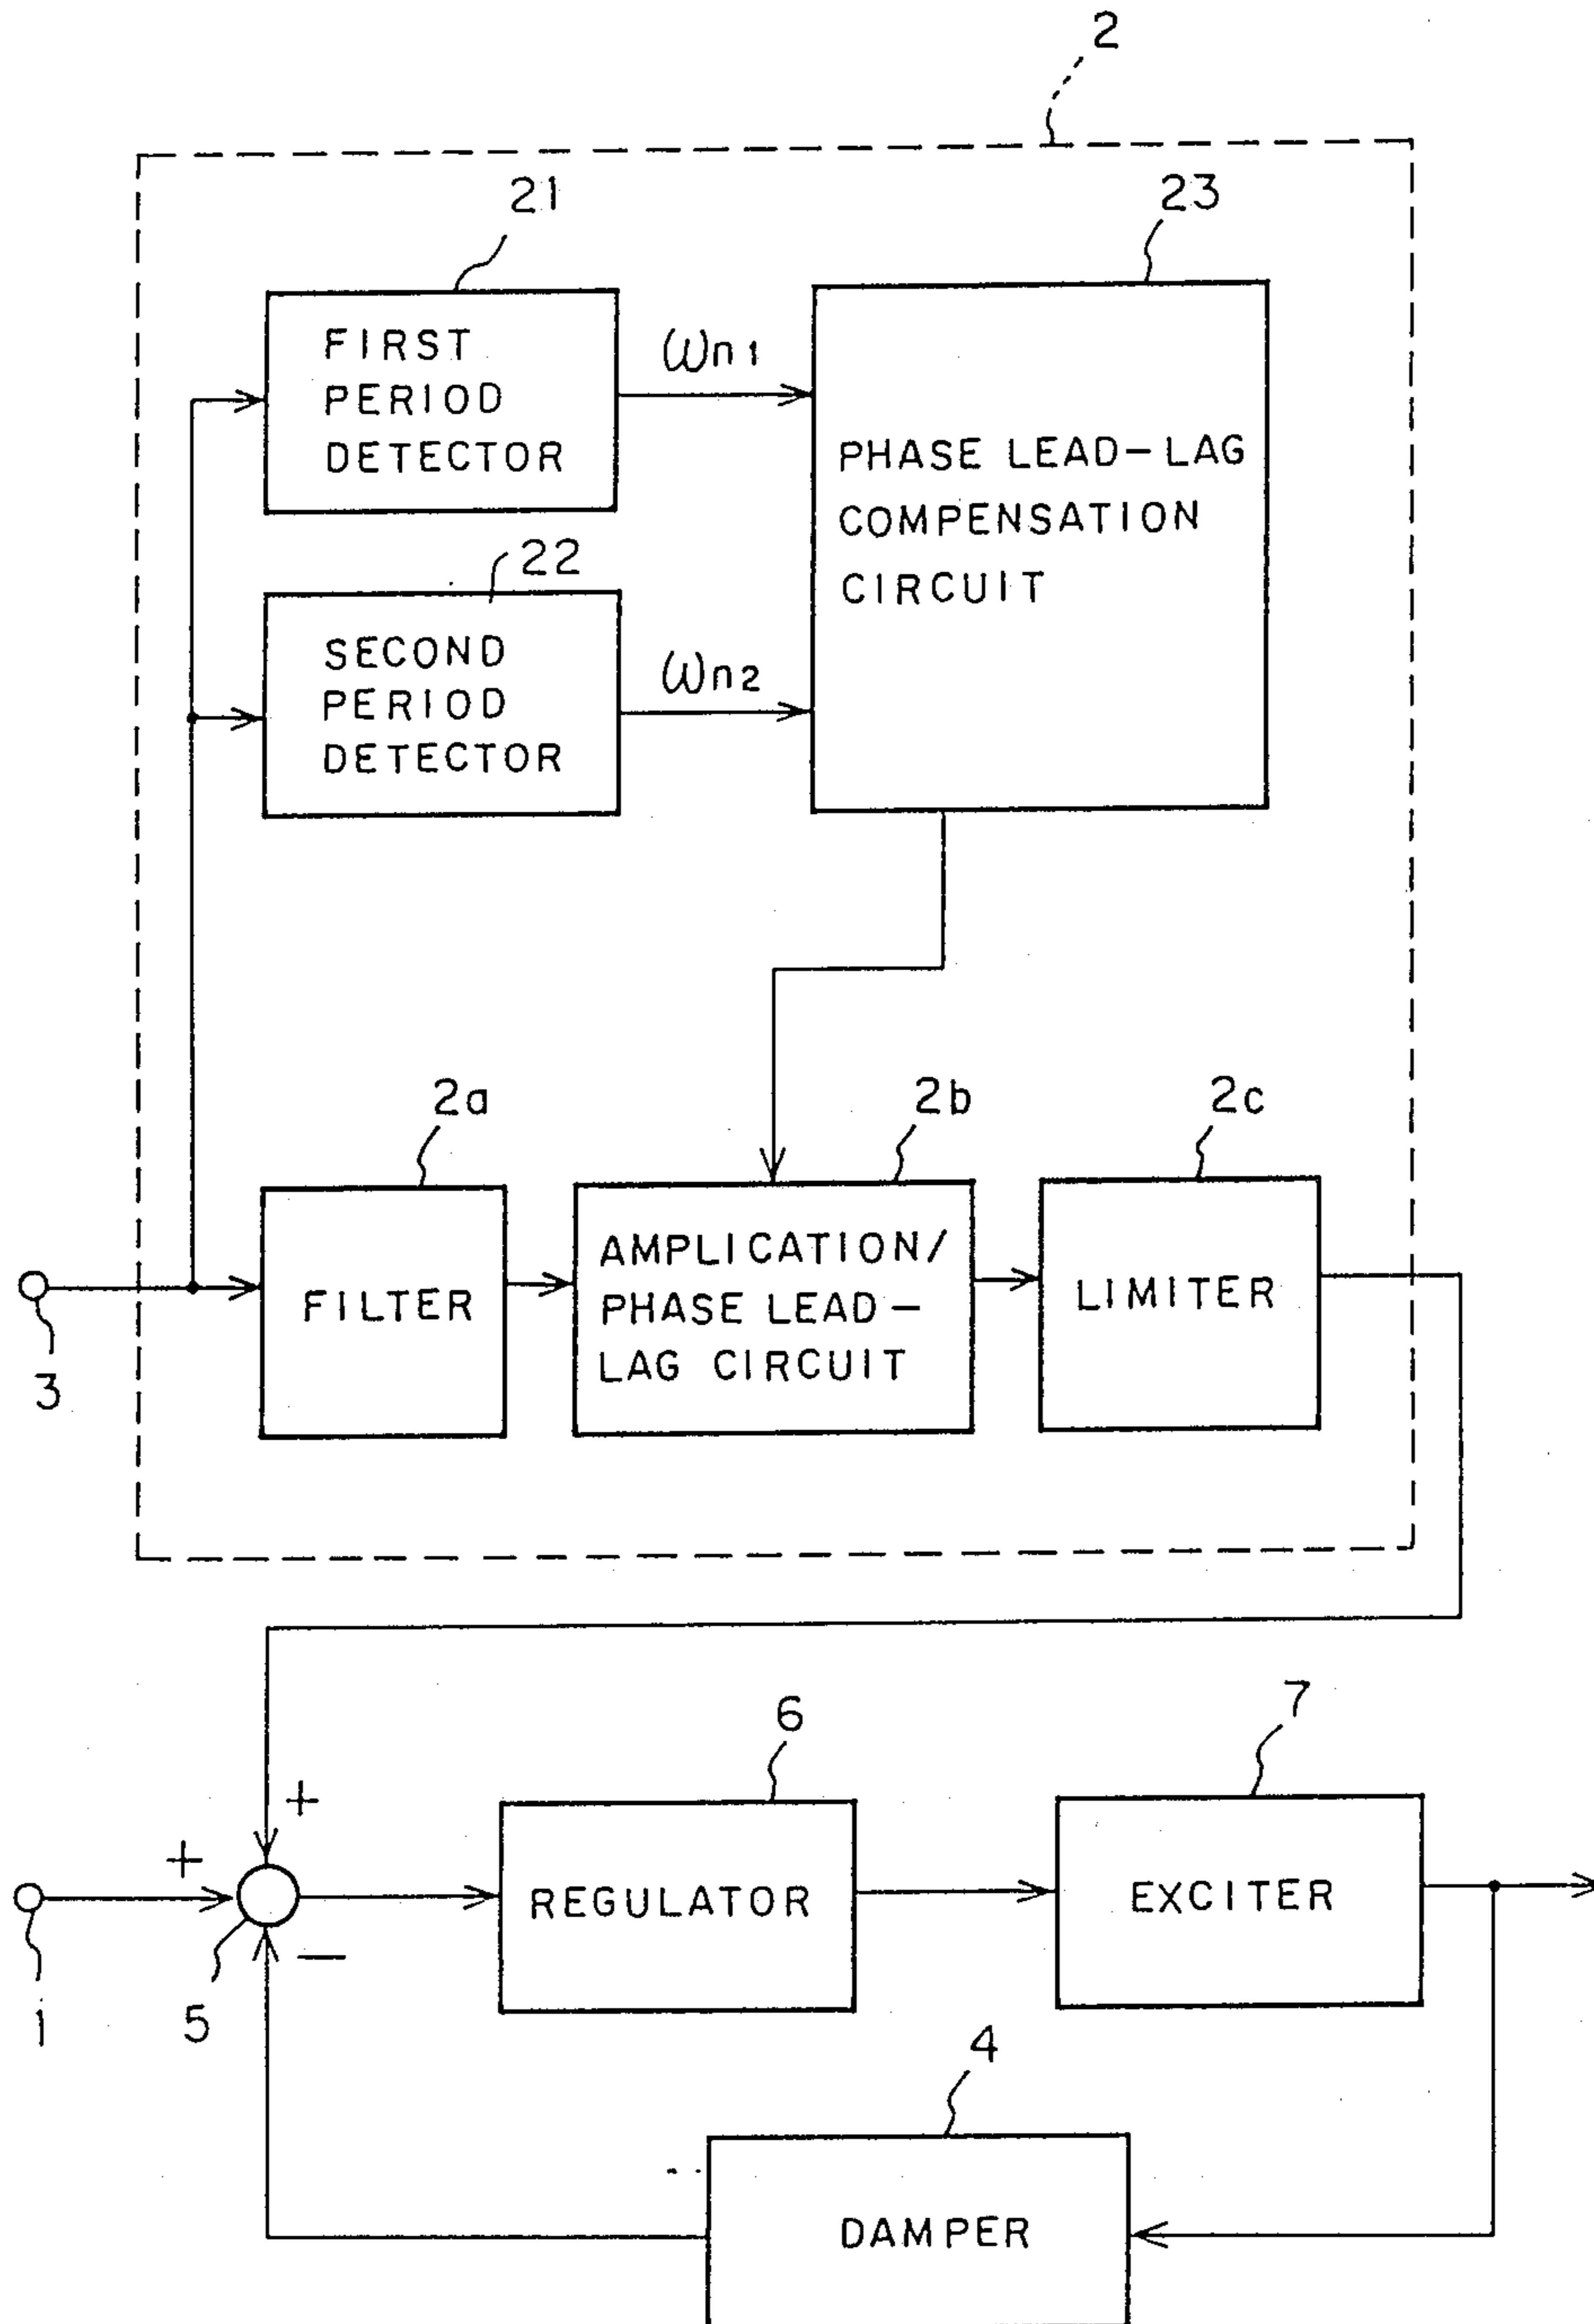 2
21
23
FIRST
PERIOD
DETECTOR
ωn1
PHASE LEAD-LAG
COMPENSATION
CIRCUIT
22
SECOND
PERIOD
DETECTOR
ωn2
2a
2b
2c
FILTER
AMPLICATION/
PHASE LEAD-
LAG CIRCUIT
LIMITER
3
6
7
+
+
REGULATOR
EXCITER
−
1
5
4
DAMPER